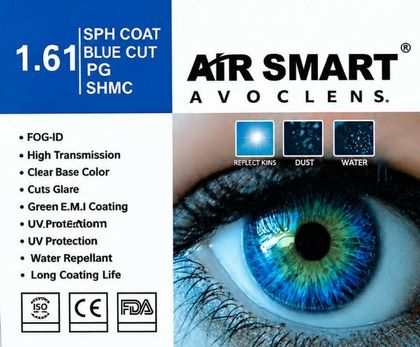 1.61
SPH COAT
BLUE CUT
PG
SHMC
AIR SMART®
AVOCLENS.
REFLECT KINS
DUST
WATER
• FOG-ID
• High Transmission
• Clear Base Color
• Cuts Glare
• Green E.M.I Coating
• UV.Protectiom
• UV Protection
• Water Repellant
• Long Coating Life
ISO
CE
FDA